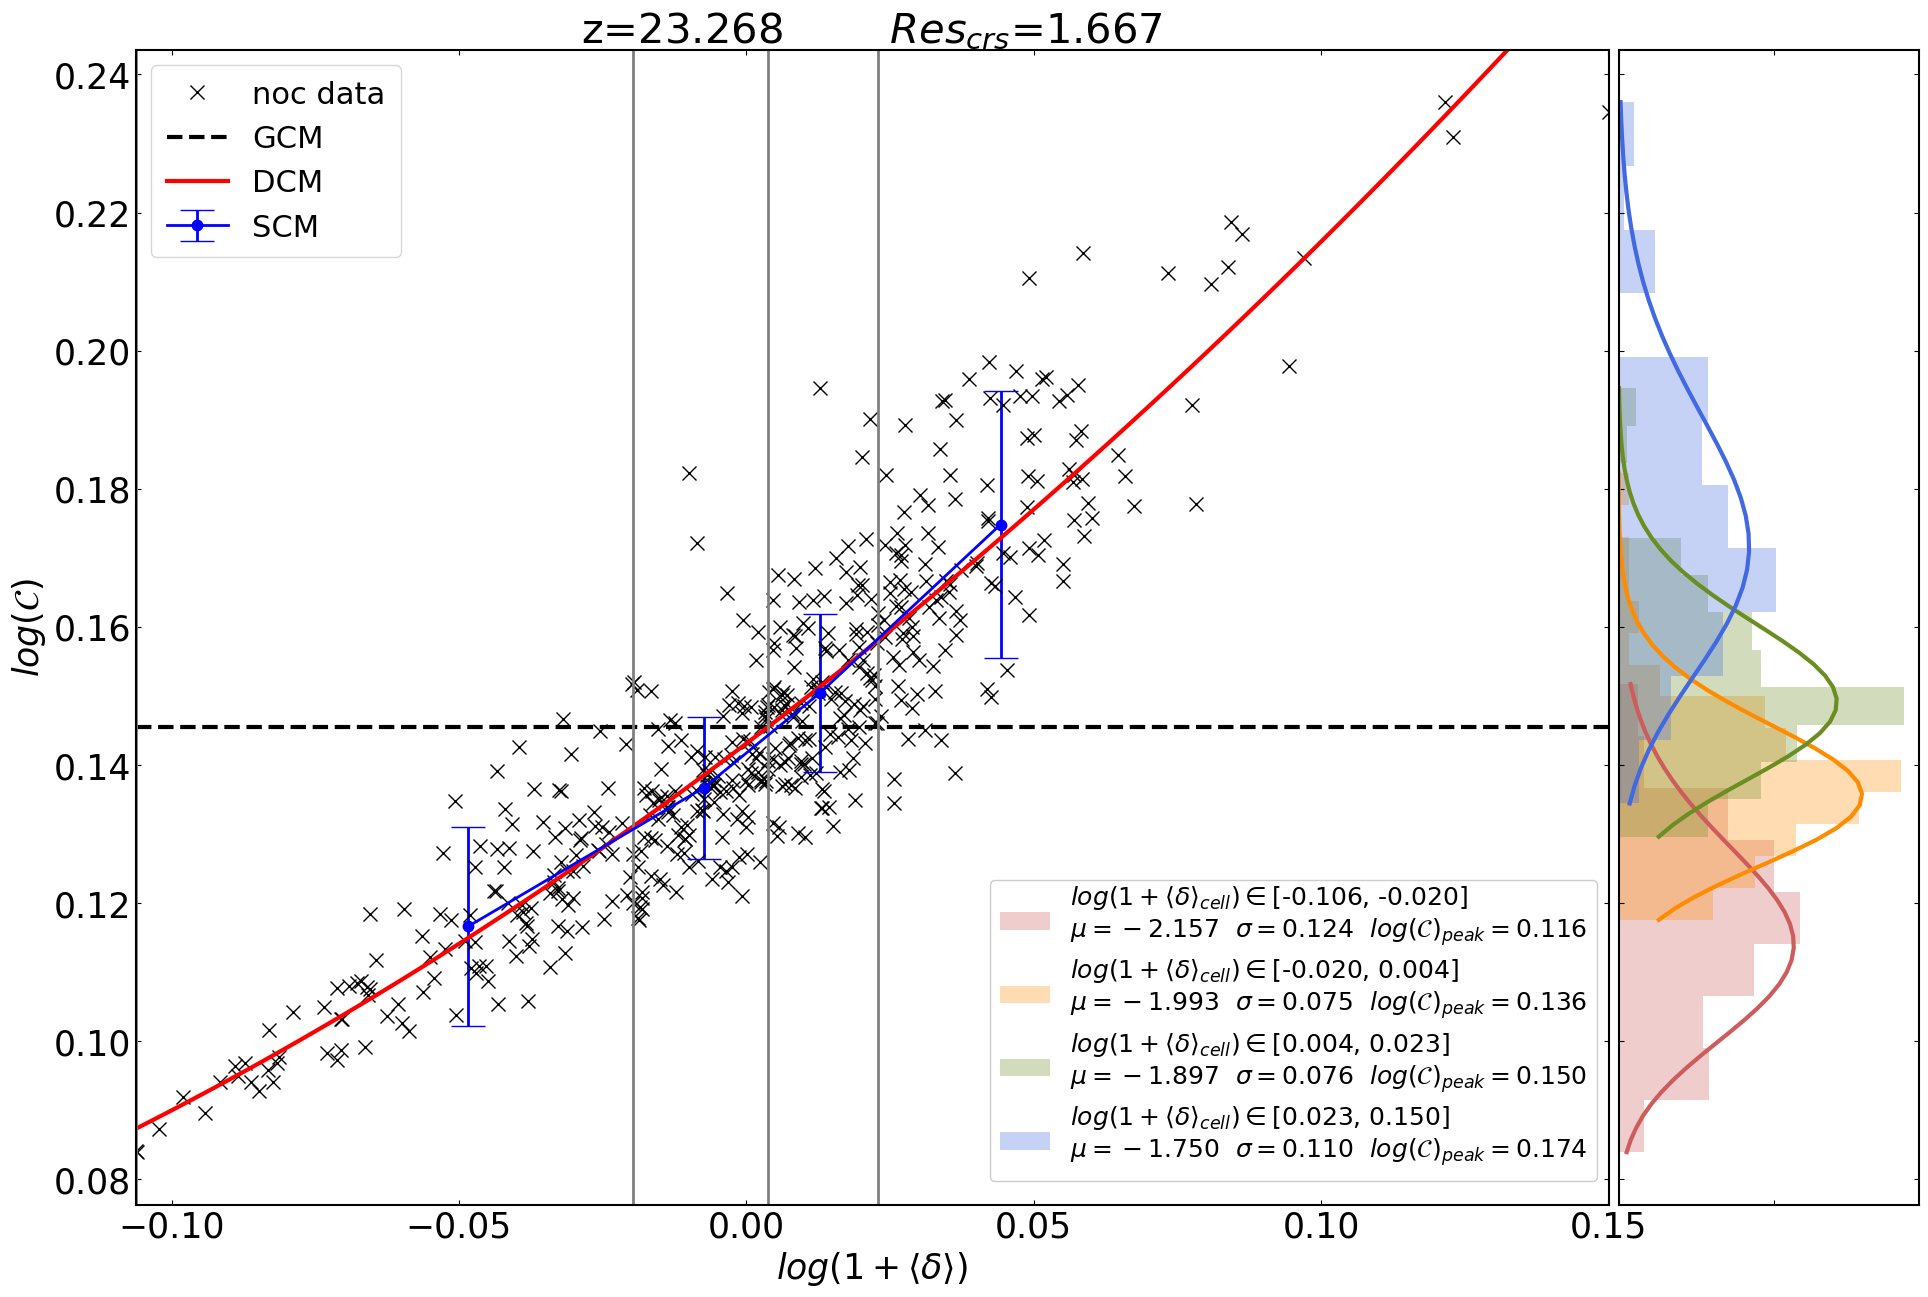 z=23.268 Res_crs=1.667
noc data
GCM
DCM
SCM
0.24
0.22
0.20
0.18
0.16
0.14
0.12
0.10
0.08
log(𝒞)
log(1 + ⟨δ⟩_cell) ∈ [-0.106, -0.020]
μ = −2.157 σ = 0.124 log(𝒞)_peak = 0.116
log(1 + ⟨δ⟩_cell) ∈ [-0.020, 0.004]
μ = −1.993 σ = 0.075 log(𝒞)_peak = 0.136
log(1 + ⟨δ⟩_cell) ∈ [0.004, 0.023]
μ = −1.897 σ = 0.076 log(𝒞)_peak = 0.150
log(1 + ⟨δ⟩_cell) ∈ [0.023, 0.150]
μ = −1.750 σ = 0.110 log(𝒞)_peak = 0.174
−0.10 −0.05 0.00 0.05 0.10 0.15
log(1 + ⟨δ⟩)